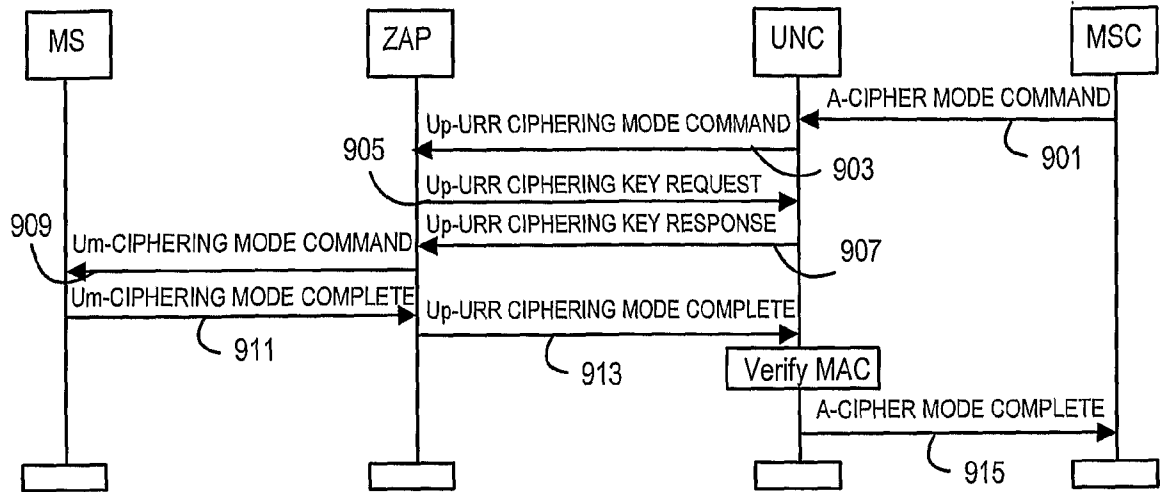 MS
ZAP
UNC
MSC
A-CIPHER MODE COMMAND
901
Up-URR CIPHERING MODE COMMAND
903
905
Up-URR CIPHERING KEY REQUEST
Up-URR CIPHERING KEY RESPONSE
907
909
Um-CIPHERING MODE COMMAND
Um-CIPHERING MODE COMPLETE
911
Up-URR CIPHERING MODE COMPLETE
913
Verify MAC
A-CIPHER MODE COMPLETE
915